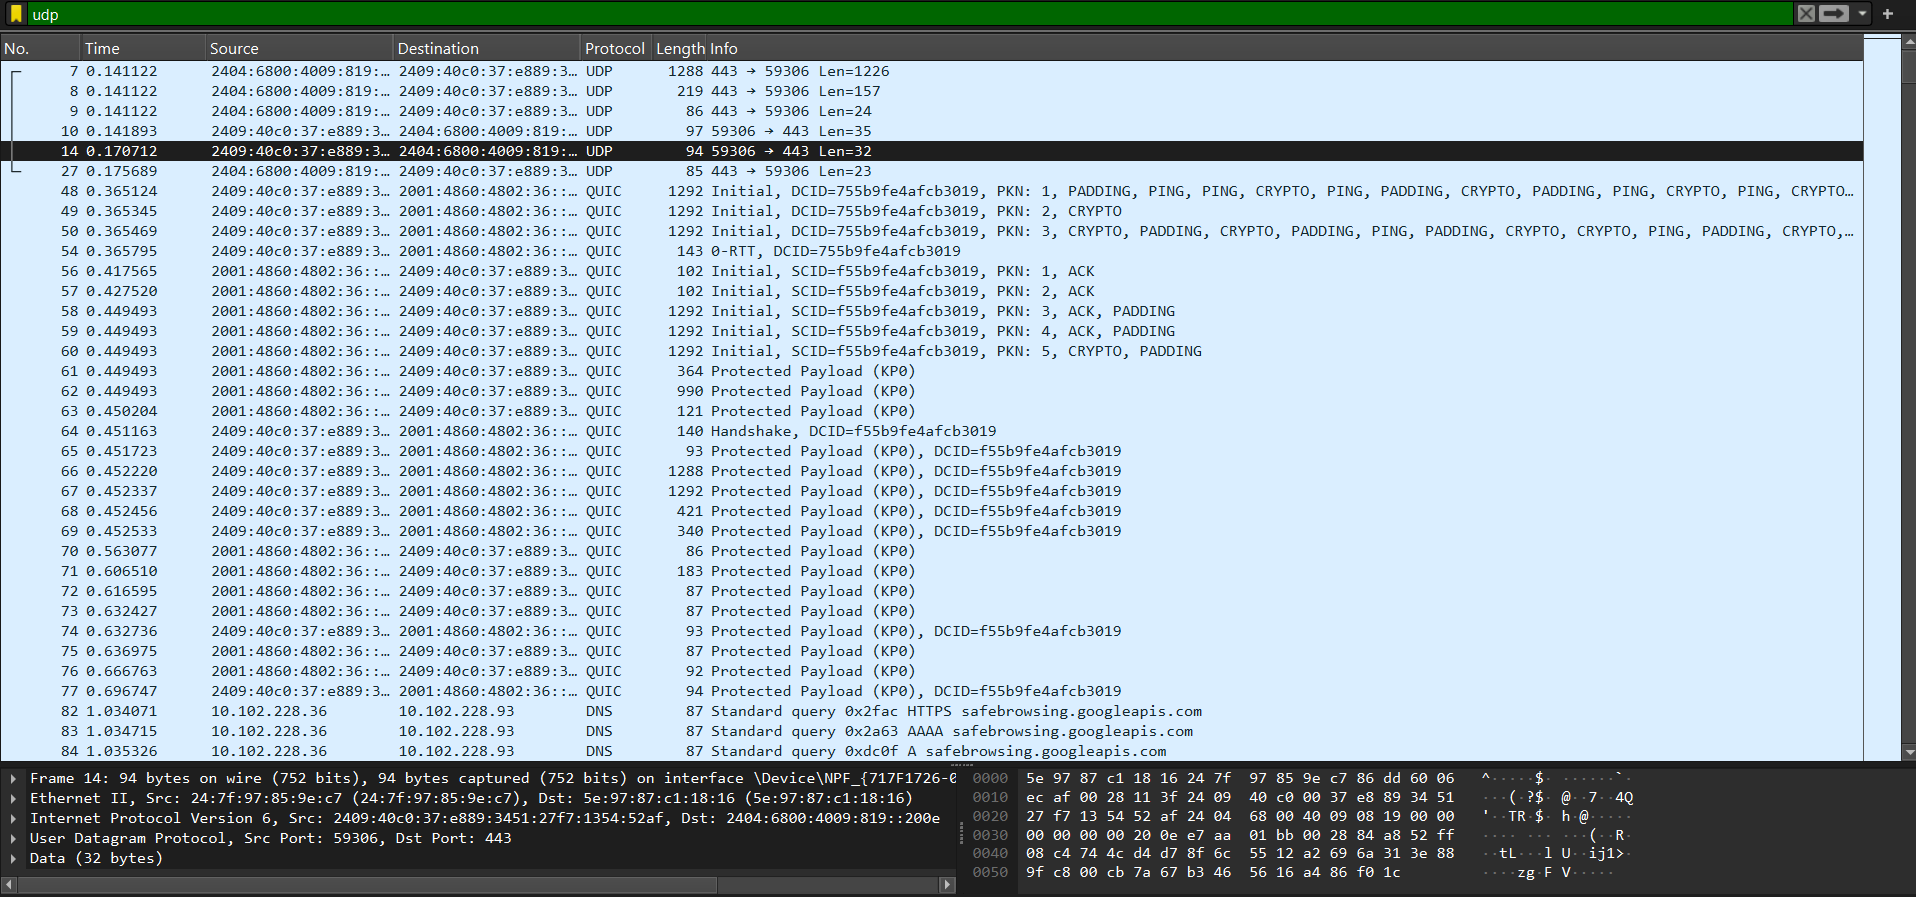 udp
No. Time Source Destination Protocol Length Info
7 0.141122 2404:6800:4009:819:… 2409:40c0:37:e889:3… UDP 1288 443 → 59306 Len=1226
8 0.141122 2404:6800:4009:819:… 2409:40c0:37:e889:3… UDP 219 443 → 59306 Len=157
9 0.141122 2404:6800:4009:819:… 2409:40c0:37:e889:3… UDP 86 443 → 59306 Len=24
10 0.141893 2409:40c0:37:e889:3… 2404:6800:4009:819:… UDP 97 59306 → 443 Len=35
14 0.170712 2409:40c0:37:e889:3… 2404:6800:4009:819:… UDP 94 59306 → 443 Len=32
27 0.175689 2404:6800:4009:819:… 2409:40c0:37:e889:3… UDP 85 443 → 59306 Len=23
48 0.365124 2409:40c0:37:e889:3… 2001:4860:4802:36::… QUIC 1292 Initial, DCID=755b9fe4afcb3019, PKN: 1, PADDING, PING, PING, CRYPTO, PING, PADDING, CRYPTO, PADDING, PING, CRYPTO, PING, CRYPTO…
49 0.365345 2409:40c0:37:e889:3… 2001:4860:4802:36::… QUIC 1292 Initial, DCID=755b9fe4afcb3019, PKN: 2, CRYPTO
50 0.365469 2409:40c0:37:e889:3… 2001:4860:4802:36::… QUIC 1292 Initial, DCID=755b9fe4afcb3019, PKN: 3, CRYPTO, PADDING, CRYPTO, PADDING, PING, PADDING, CRYPTO, CRYPTO, PING, PADDING, CRYPTO,…
54 0.365795 2409:40c0:37:e889:3… 2001:4860:4802:36::… QUIC 143 0-RTT, DCID=755b9fe4afcb3019
56 0.417565 2001:4860:4802:36::… 2409:40c0:37:e889:3… QUIC 102 Initial, SCID=f55b9fe4afcb3019, PKN: 1, ACK
57 0.427520 2001:4860:4802:36::… 2409:40c0:37:e889:3… QUIC 102 Initial, SCID=f55b9fe4afcb3019, PKN: 2, ACK
58 0.449493 2001:4860:4802:36::… 2409:40c0:37:e889:3… QUIC 1292 Initial, SCID=f55b9fe4afcb3019, PKN: 3, ACK, PADDING
59 0.449493 2001:4860:4802:36::… 2409:40c0:37:e889:3… QUIC 1292 Initial, SCID=f55b9fe4afcb3019, PKN: 4, ACK, PADDING
60 0.449493 2001:4860:4802:36::… 2409:40c0:37:e889:3… QUIC 1292 Initial, SCID=f55b9fe4afcb3019, PKN: 5, CRYPTO, PADDING
61 0.449493 2001:4860:4802:36::… 2409:40c0:37:e889:3… QUIC 364 Protected Payload (KP0)
62 0.449493 2001:4860:4802:36::… 2409:40c0:37:e889:3… QUIC 990 Protected Payload (KP0)
63 0.450204 2001:4860:4802:36::… 2409:40c0:37:e889:3… QUIC 121 Protected Payload (KP0)
64 0.451163 2409:40c0:37:e889:3… 2001:4860:4802:36::… QUIC 140 Handshake, DCID=f55b9fe4afcb3019
65 0.451723 2409:40c0:37:e889:3… 2001:4860:4802:36::… QUIC 93 Protected Payload (KP0), DCID=f55b9fe4afcb3019
66 0.452220 2409:40c0:37:e889:3… 2001:4860:4802:36::… QUIC 1288 Protected Payload (KP0), DCID=f55b9fe4afcb3019
67 0.452337 2409:40c0:37:e889:3… 2001:4860:4802:36::… QUIC 1292 Protected Payload (KP0), DCID=f55b9fe4afcb3019
68 0.452456 2409:40c0:37:e889:3… 2001:4860:4802:36::… QUIC 421 Protected Payload (KP0), DCID=f55b9fe4afcb3019
69 0.452533 2409:40c0:37:e889:3… 2001:4860:4802:36::… QUIC 340 Protected Payload (KP0), DCID=f55b9fe4afcb3019
70 0.563077 2001:4860:4802:36::… 2409:40c0:37:e889:3… QUIC 86 Protected Payload (KP0)
71 0.606510 2001:4860:4802:36::… 2409:40c0:37:e889:3… QUIC 183 Protected Payload (KP0)
72 0.616595 2001:4860:4802:36::… 2409:40c0:37:e889:3… QUIC 87 Protected Payload (KP0)
73 0.632427 2001:4860:4802:36::… 2409:40c0:37:e889:3… QUIC 87 Protected Payload (KP0)
74 0.632736 2409:40c0:37:e889:3… 2001:4860:4802:36::… QUIC 93 Protected Payload (KP0), DCID=f55b9fe4afcb3019
75 0.636975 2001:4860:4802:36::… 2409:40c0:37:e889:3… QUIC 87 Protected Payload (KP0)
76 0.666763 2001:4860:4802:36::… 2409:40c0:37:e889:3… QUIC 92 Protected Payload (KP0)
77 0.696747 2409:40c0:37:e889:3… 2001:4860:4802:36::… QUIC 94 Protected Payload (KP0), DCID=f55b9fe4afcb3019
82 1.034071 10.102.228.36 10.102.228.93 DNS 87 Standard query 0x2fac HTTPS safebrowsing.googleapis.com
83 1.034715 10.102.228.36 10.102.228.93 DNS 87 Standard query 0x2a63 AAAA safebrowsing.googleapis.com
84 1.035326 10.102.228.36 10.102.228.93 DNS 87 Standard query 0xdc0f A safebrowsing.googleapis.com
Frame 14: 94 bytes on wire (752 bits), 94 bytes captured (752 bits) on interface \Device\NPF_{717F1726-0
Ethernet II, Src: 24:7f:97:85:9e:c7 (24:7f:97:85:9e:c7), Dst: 5e:97:87:c1:18:16 (5e:97:87:c1:18:16)
Internet Protocol Version 6, Src: 2409:40c0:37:e889:3451:27f7:1354:52af, Dst: 2404:6800:4009:819::200e
User Datagram Protocol, Src Port: 59306, Dst Port: 443
Data (32 bytes)
0000 5e 97 87 c1 18 16 24 7f 97 85 9e c7 86 dd 60 06 ^·····$· ······`·
0010 ec af 00 28 11 3f 24 09 40 c0 00 37 e8 89 34 51 ···(·?$· @··7··4Q
0020 27 f7 13 54 52 af 24 04 68 00 40 09 08 19 00 00 '··TR·$· h·@·····
0030 00 00 00 00 20 0e e7 aa 01 bb 00 28 84 a8 52 ff ···· ··· ···(··R·
0040 08 c4 74 4c d4 d7 8f 6c 55 12 a2 69 6a 31 3e 88 ··tL···l U··ij1>·
0050 9f c8 00 cb 7a 67 b3 46 56 16 a4 86 f0 1c ····zg·F V·····